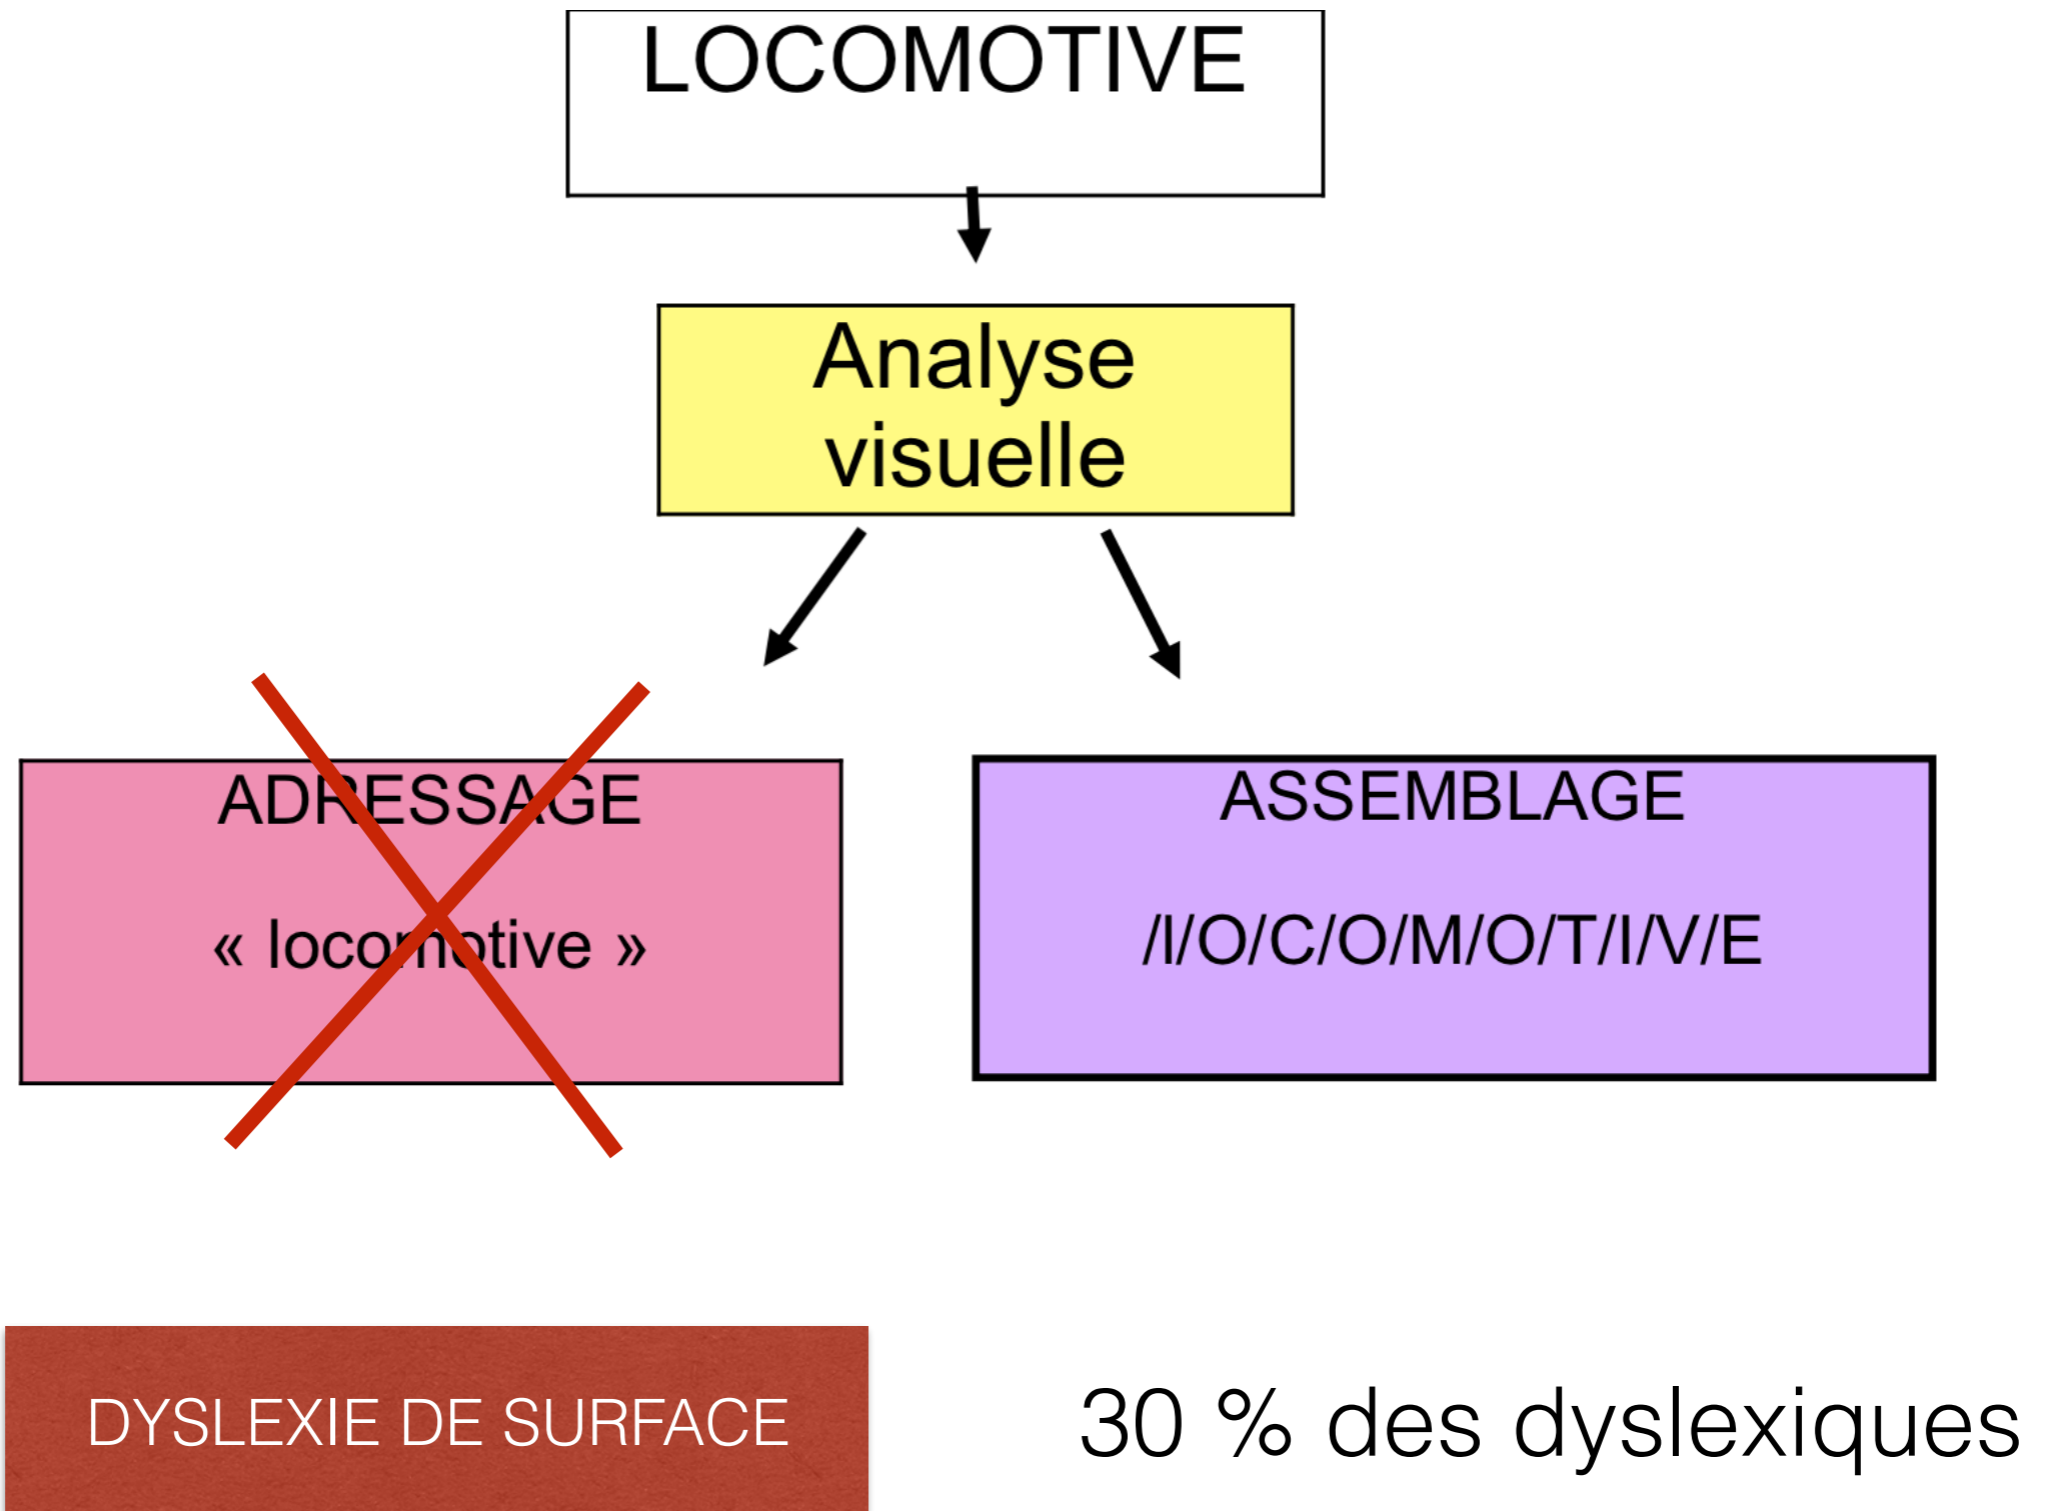 LOCOMOTIVE
Analyse
visuelle
ADRESSAGE
« locomotive »
ASSEMBLAGE
/l/O/C/O/M/O/T/I/V/E
DYSLEXIE DE SURFACE
30 % des dyslexiques